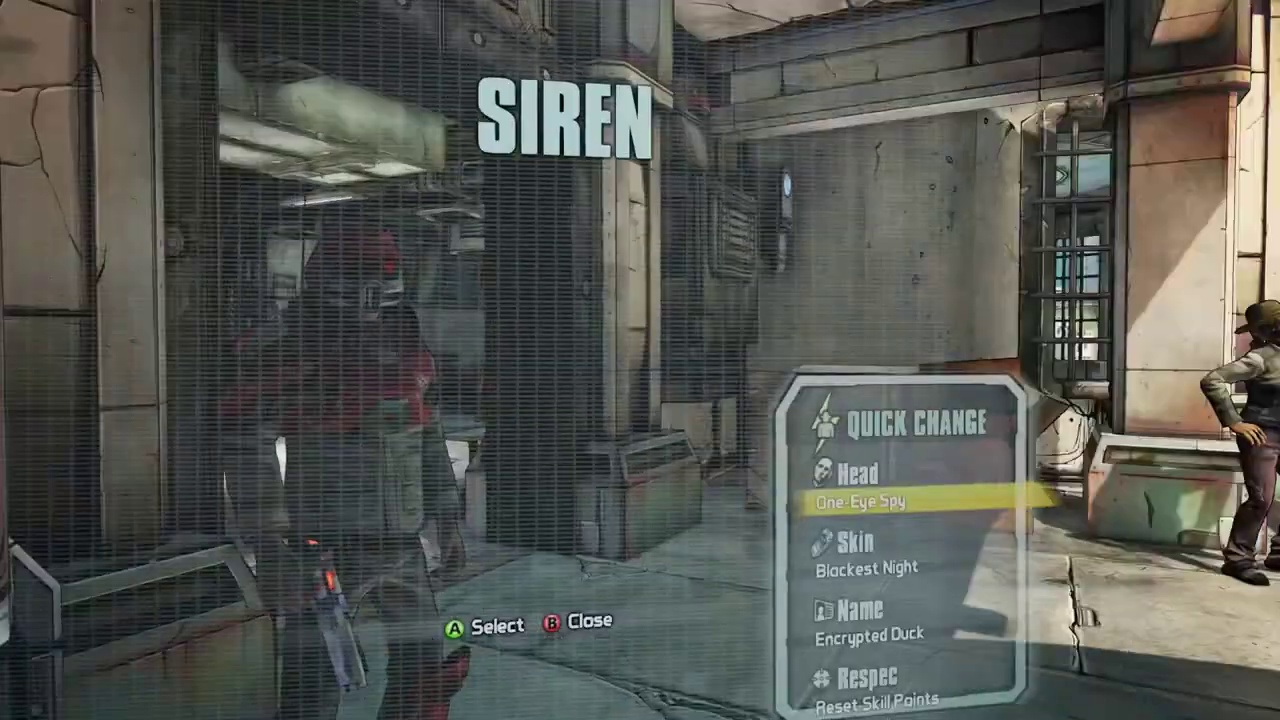 SIREN
QUICK CHANGE
Head
One-Eye Spy
Skin
Blackest Night
Name
Encrypted Duck
Respec
Reset Skill Points
A Select B Close